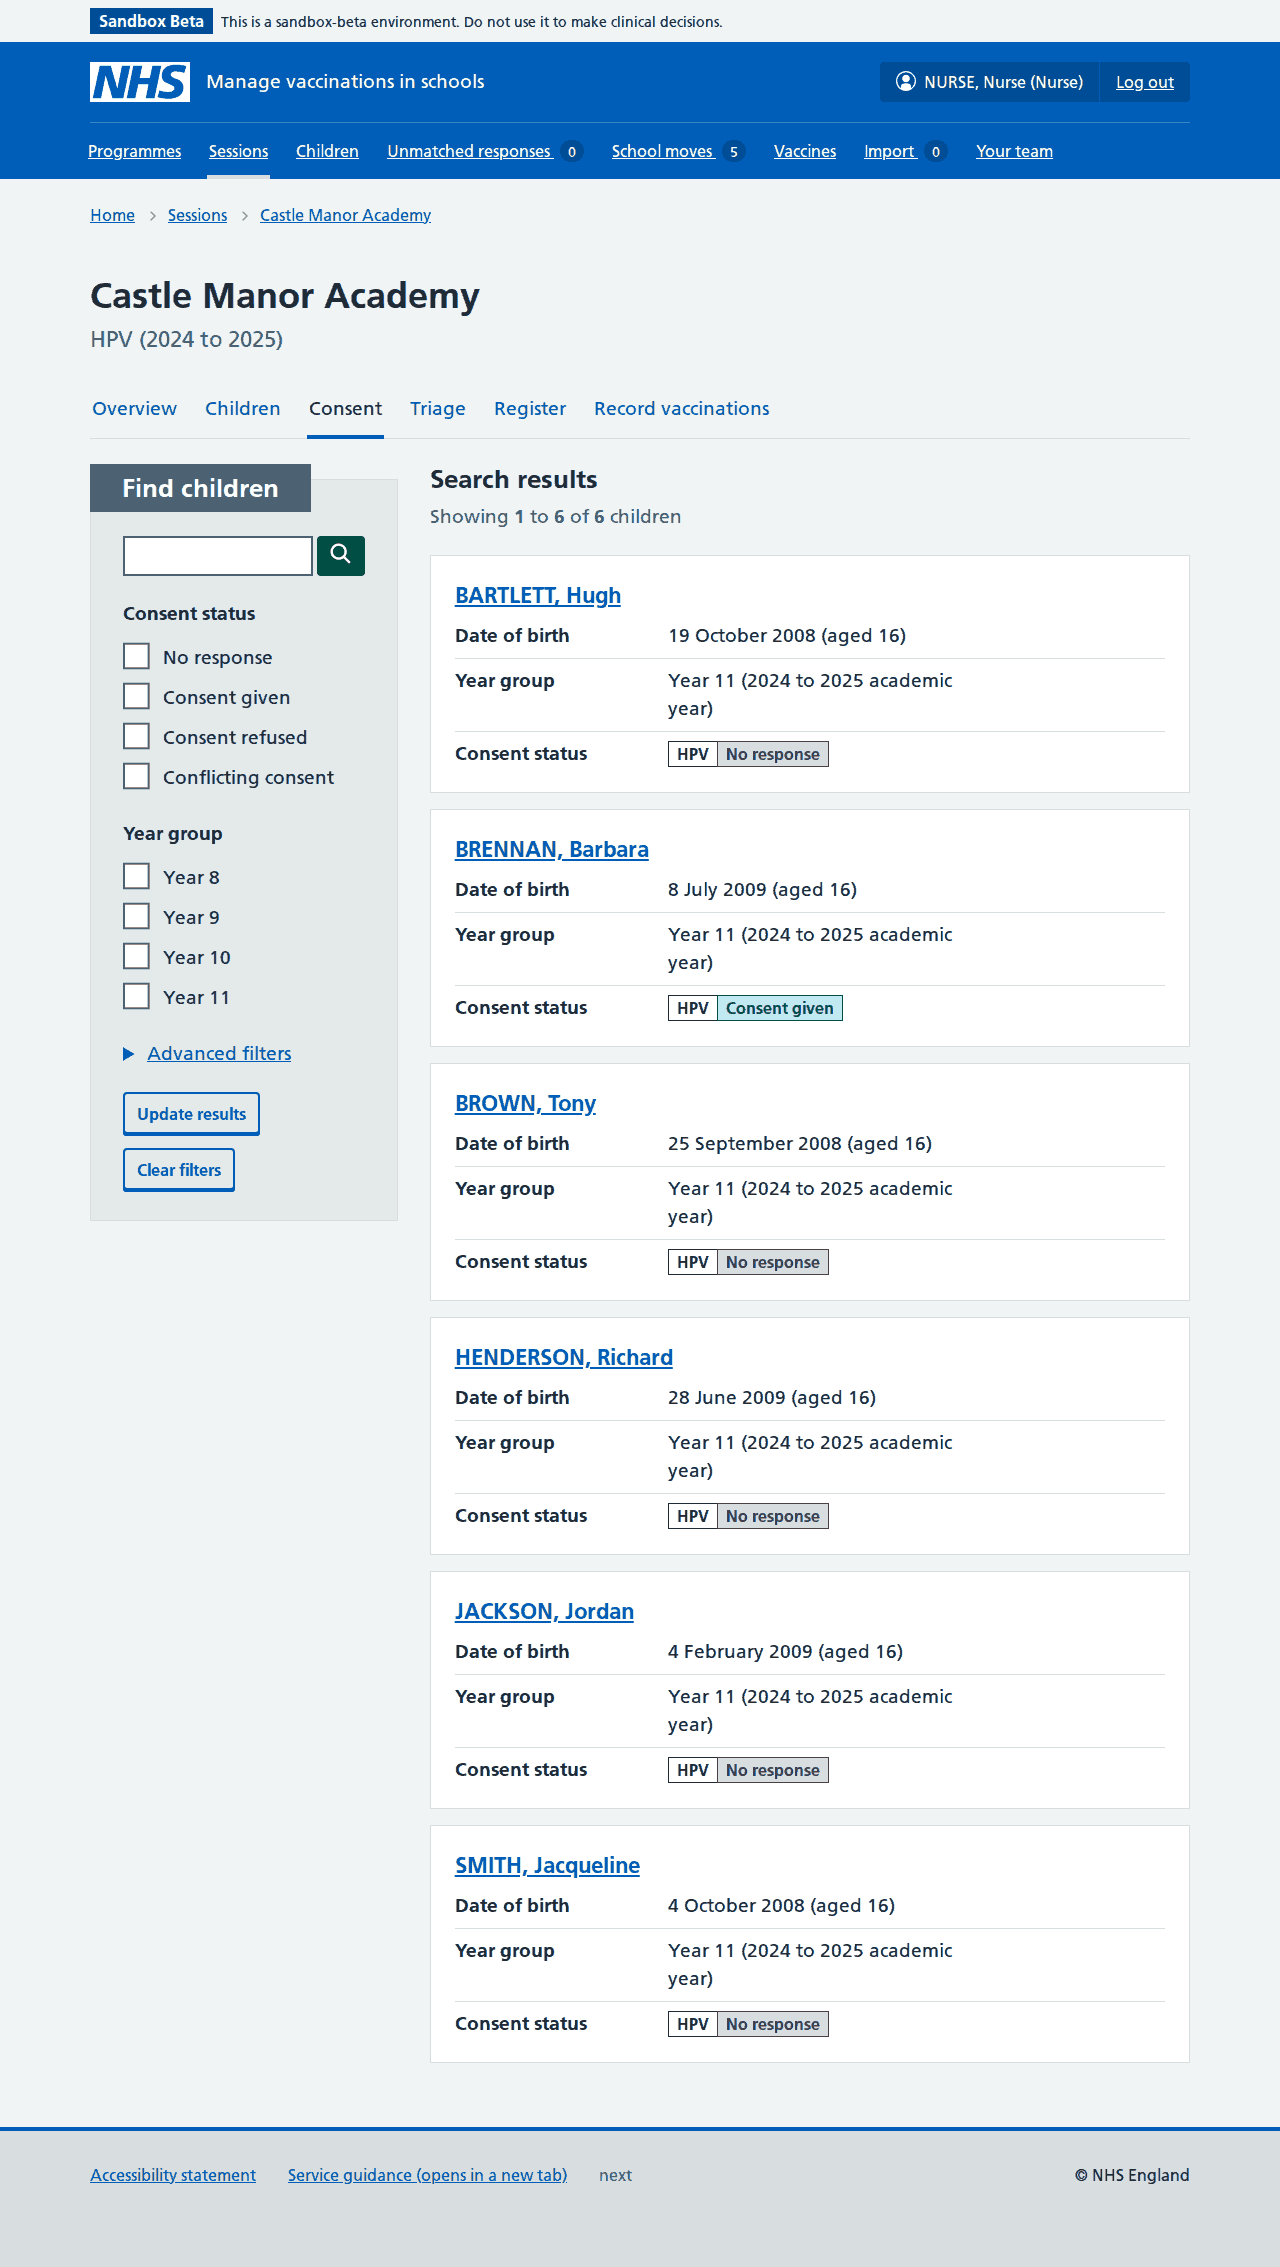 Sandbox Beta This is a sandbox-beta environment. Do not use it to make clinical decisions.
NHS Manage vaccinations in schools NURSE, Nurse (Nurse) Log out
Programmes Sessions Children Unmatched responses 0 School moves 5 Vaccines Import 0 Your team
Home Sessions Castle Manor Academy
Castle Manor Academy
HPV (2024 to 2025)
Overview Children Consent Triage Register Record vaccinations
Find children
Consent status
No response
Consent given
Consent refused
Conflicting consent
Year group
Year 8
Year 9
Year 10
Year 11
Advanced filters
Update results
Clear filters
Search results
Showing 1 to 6 of 6 children
BARTLETT, Hugh
Date of birth 19 October 2008 (aged 16)
Year group Year 11 (2024 to 2025 academic
year)
Consent status HPV No response
BRENNAN, Barbara
Date of birth 8 July 2009 (aged 16)
Year group Year 11 (2024 to 2025 academic
year)
Consent status HPV Consent given
BROWN, Tony
Date of birth 25 September 2008 (aged 16)
Year group Year 11 (2024 to 2025 academic
year)
Consent status HPV No response
HENDERSON, Richard
Date of birth 28 June 2009 (aged 16)
Year group Year 11 (2024 to 2025 academic
year)
Consent status HPV No response
JACKSON, Jordan
Date of birth 4 February 2009 (aged 16)
Year group Year 11 (2024 to 2025 academic
year)
Consent status HPV No response
SMITH, Jacqueline
Date of birth 4 October 2008 (aged 16)
Year group Year 11 (2024 to 2025 academic
year)
Consent status HPV No response
Accessibility statement Service guidance (opens in a new tab) next © NHS England